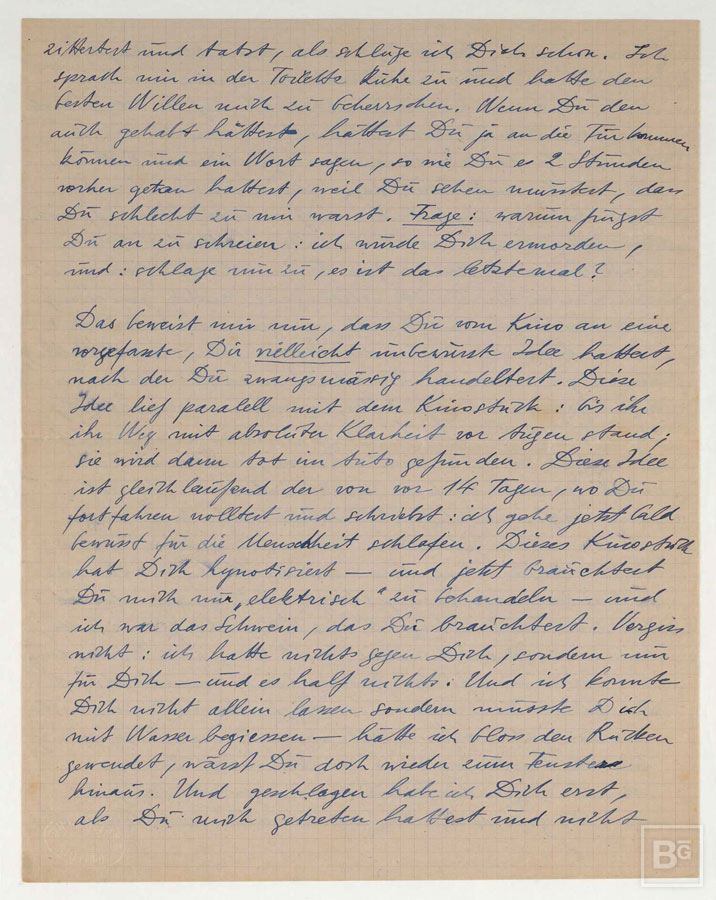 zittertest und tatst, als schlüge ich Dich schon. Ich
sprach mir in der Toilette Ruhe zu und hatte den
besten Willen mich zu beherrschen. Wenn Du den
auch gehabt hättest, hättest Du ja an die Tür kommen
können und ein Wort sagen, so wie Du es 2 Stunden
vorher getan hattest, weil Du sehen musstest, dass
Du schlecht zu mir warst. Frage: warum fingst
Du an zu schreien: ich würde Dich ermorden,
und: schlage nur zu, es ist das letztemal?
Das beweist mir nun, dass Du vom Kino an eine
vorgefasste, Dir vielleicht unbewusste Idee hattest,
nach der Du zwangsmässig handeltest. Diese
Idee lief paralell mit dem Kinostück: bis ihr
ihr Weg mit absoluter Klarheit vor Augen stand;
sie wird dann tot im Auto gefunden. Diese Idee
ist gleichlaufend der von vor 14 Tagen, wo Du
fortfahren wolltest und schriebst: ich gehe jetzt bald
bewusst für die Menschheit schlafen. Dieses Kinostück
hat Dich hypnotisiert — und jetzt brauchtest
Du mich nur „elektrisch" zu behandeln — und
ich war das Schwein, das Du brauchtest. Vergiss
nicht: ich hatte nichts gegen Dich, sondern nur
für Dich — und es half nichts. Und ich konnte
Dich nicht allein lassen sondern musste Dich
mit Wasser begiessen — hätte ich bloss den Rücken
gewendet, wärst Du doch wieder zum Fenster
hinaus. Und geschlagen habe ich Dich erst,
als Du mich getreten hattest und nicht
BG